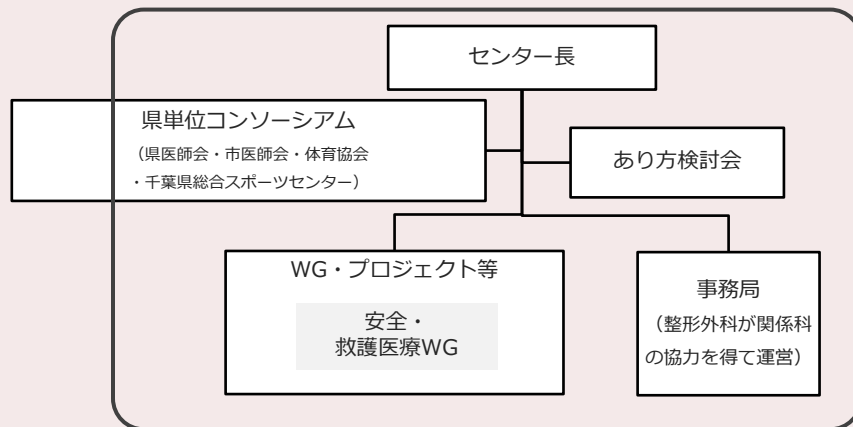 センター長
県単位コンソーシアム
（県医師会・市医師会・体育協会
・千葉県総合スポーツセンター）
あり方検討会
WG・プロジェクト等
安全・
救護医療WG
事務局
（整形外科が関係科
の協力を得て運営）